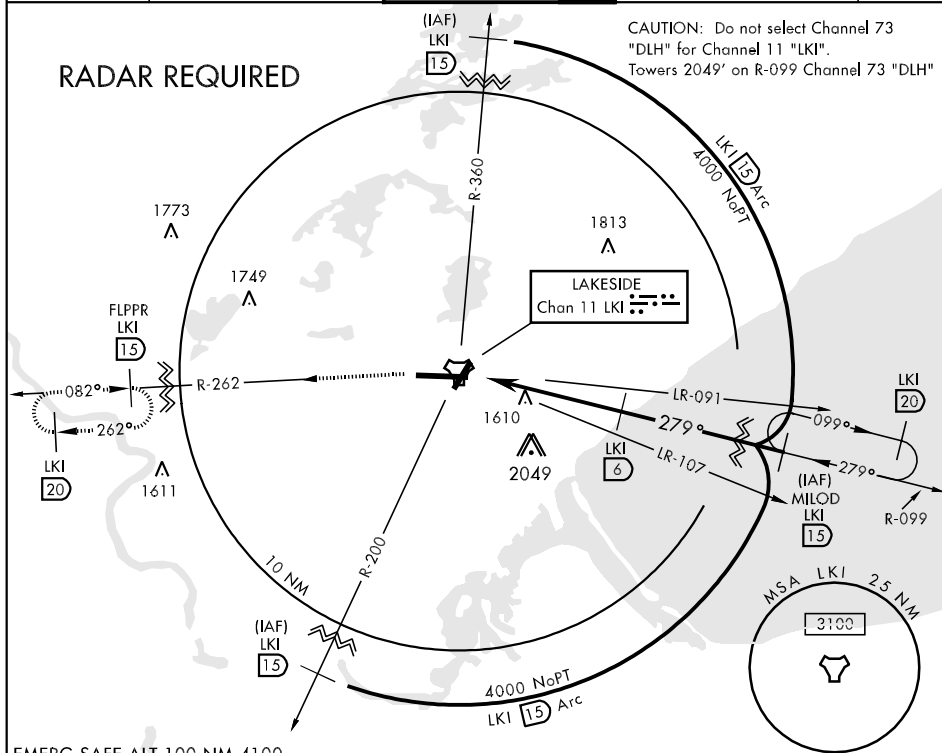 (IAF)
LKI
15
CAUTION: Do not select Channel 73
"DLH" for Channel 11 "LKI".
Towers 2049' on R-099 Channel 73 "DLH"
RADAR REQUIRED
LKI 15 Arc
4000 NoPT
R-360
1773
1813
1749
LAKESIDE
Chan 11 LKI
FLPPR
LKI
15
R-262
082°
262°
LKI
20
1611
1610
2049
LR-091
279°
LR-107
LKI
6
099°
279°
LKI
20
(IAF)
MILOD
LKI
15
R-099
R-200
10 NM
(IAF)
LKI
15
4000 NoPT
LKI 15 Arc
MSA LKI 25 NM
3100
EMERG SAFE ALT 100 NM 4100